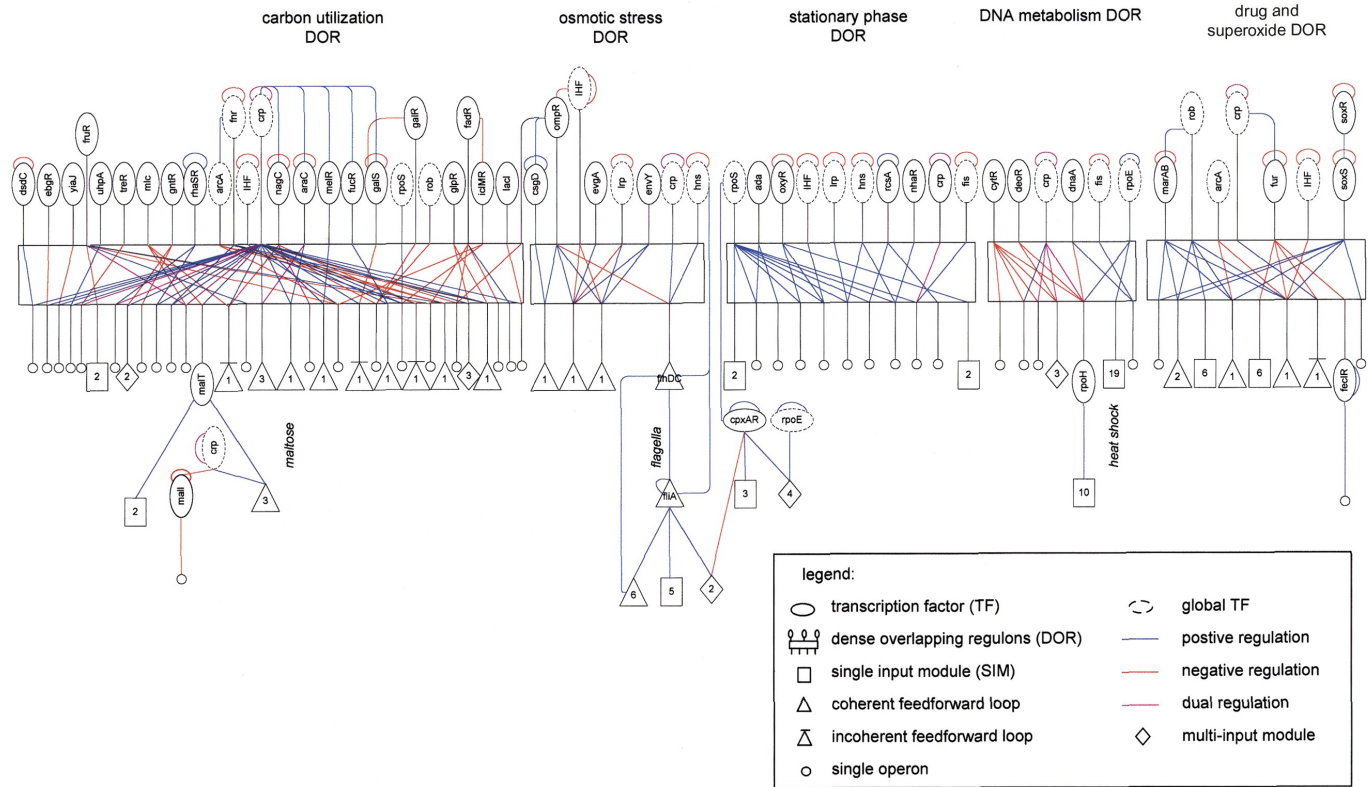 carbon utilization
DOR
osmotic stress
DOR
stationary phase
DOR
DNA metabolism DOR
drug and
superoxide DOR
dsdC
ebgR
yiaJ
fruR
uhpA
treR
mlc
gntR
rhaSR
arcA
fnr
IHF
crp
nagC
araC
melR
fucR
galS
rpoS
galR
rob
glpR
fadR
iclMR
lacI
csgD
ompR
IHF
evgA
lrp
envY
crp
hns
rpoS
ada
oxyR
IHF
lrp
hns
rcsA
nhaR
crp
fis
cytR
deoR
crp
dnaA
fis
rpoE
marAB
rob
arcA
crp
fur
IHF
soxR
soxS
2
2
malT
1
3
1
1
1
1
1
1
3
1
1
1
1
flhDC
2
2
3
rpoH
19
2
6
1
6
1
1
fecIR
crp
maltose
malI
2
3
flagella
fliA
6
5
2
cpxAR
rpoE
3
4
heat shock
10
legend:
transcription factor (TF)
global TF
dense overlapping regulons (DOR)
postive regulation
single input module (SIM)
negative regulation
coherent feedforward loop
dual regulation
incoherent feedforward loop
multi-input module
single operon